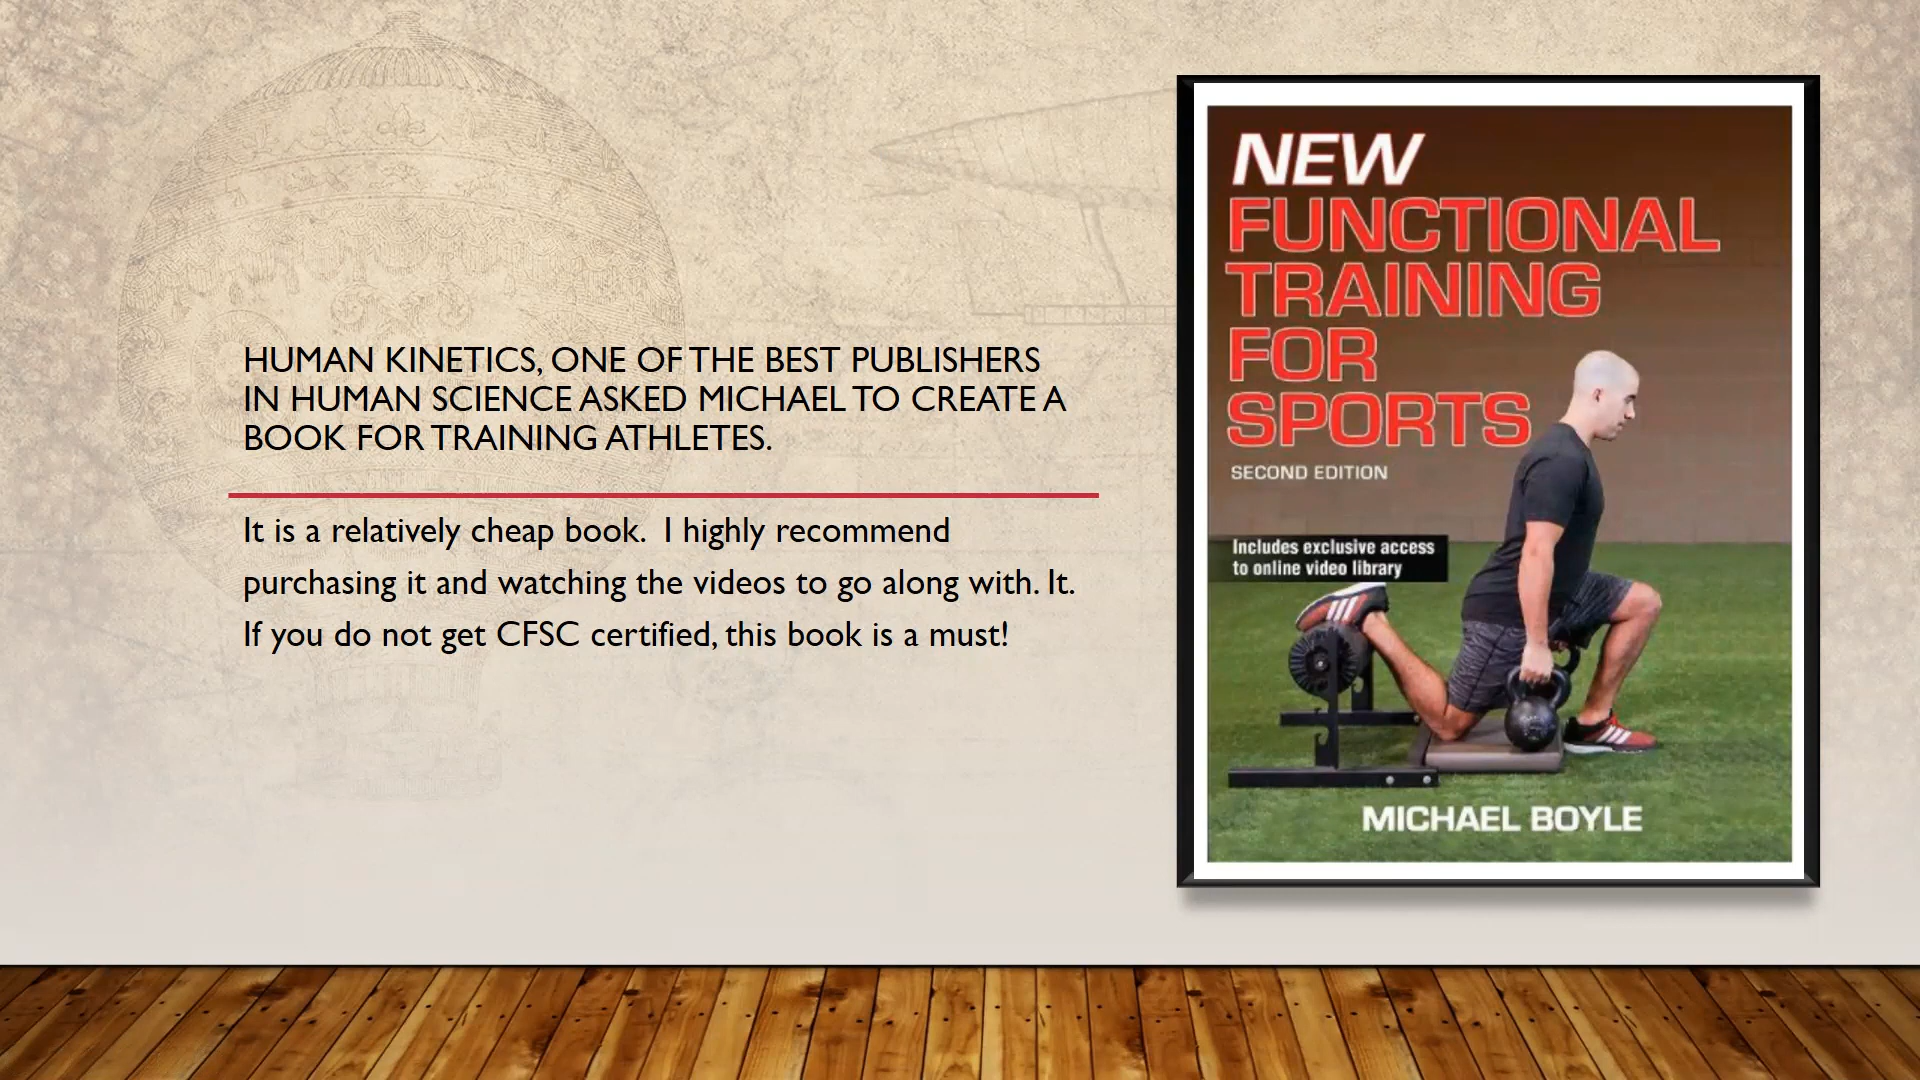 HUMAN KINETICS, ONE OF THE BEST PUBLISHERS
IN HUMAN SCIENCE ASKED MICHAEL TO CREATE A
BOOK FOR TRAINING ATHLETES.
It is a relatively cheap book.  I highly recommend
purchasing it and watching the videos to go along with. It.
If you do not get CFSC certified, this book is a must!
NEW
FUNCTIONAL
TRAINING
FOR
SPORTS
SECOND EDITION
Includes exclusive access
to online video library
MICHAEL BOYLE